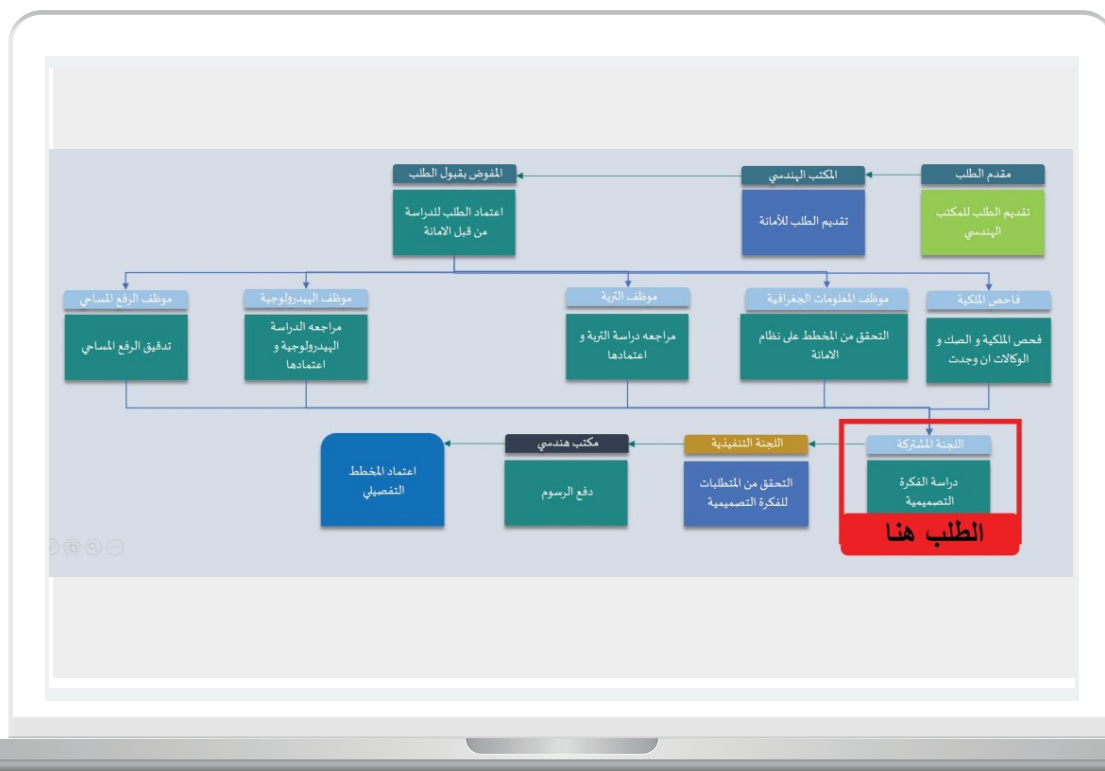 مقدم الطلب
تقديم الطلب للمكتب
الهندسي
المكتب الهندسي
تقديم الطلب للأمانة
المفوض بقبول الطلب
اعتماد الطلب للدراسة
من قبل الامانة
فاحص الملكية
فحص الملكية و الصك و
الوكالات ان وجدت
موظف المعلومات الجغرافية
التحقق من المخطط على نظام
الامانة
موظف التربة
مراجعه دراسة التربة و
اعتمادها
موظف الهيدرولوجية
مراجعه الدراسة
الهيدرولوجية و
اعتمادها
موظف الرفع المساحي
تدقيق الرفع المساحي
اللجنة المشتركة
دراسة الفكرة
التصميمية
الطلب هنا
اللجنة التنفيذية
التحقق من المتطلبات
للفكرة التصميمية
مكتب هندسي
دفع الرسوم
اعتماد المخطط
التفصيلي